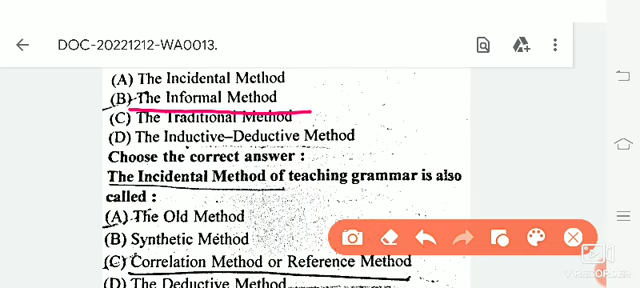 DOC-20221212-WA0013.
(A) The Incidental Method
(B) The Informal Method
(C) The Traditional Method
(D) The Inductive–Deductive Method
Choose the correct answer :
The Incidental Method of teaching grammar is also
called :
(A) The Old Method
(B) Synthetic Method
(C) Correlation Method or Reference Method
(D) The Deductive Method
V RECORDER